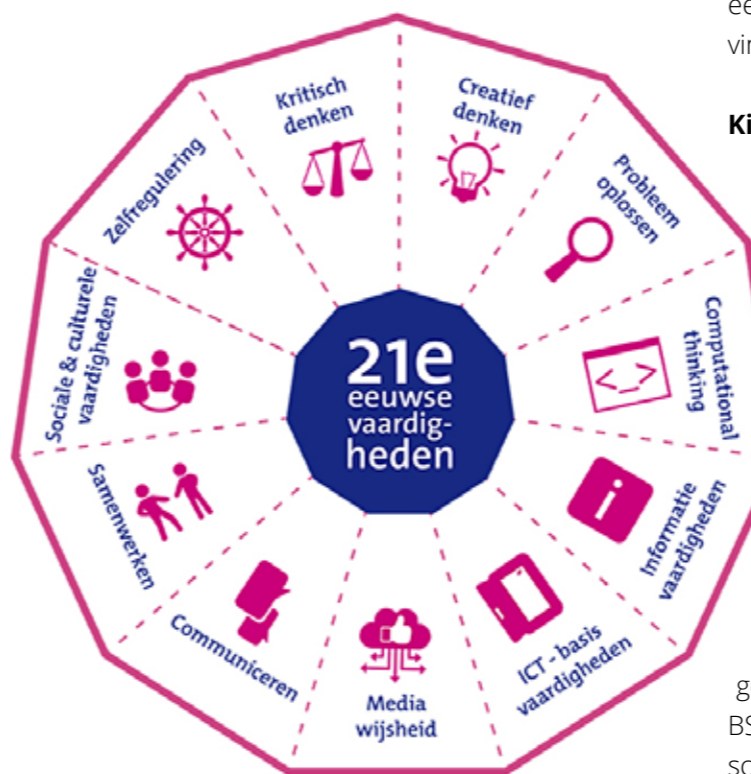 Kritisch
denken
Creatief
denken
Probleem
oplossen
Computational
thinking
Informatie
vaardigheden
ICT - basis
vaardigheden
Media
wijsheid
Communiceren
Samenwerken
Sociale & culturele
vaardigheden
Zelfregulering
21e
eeuwse
vaardig-
heden
i